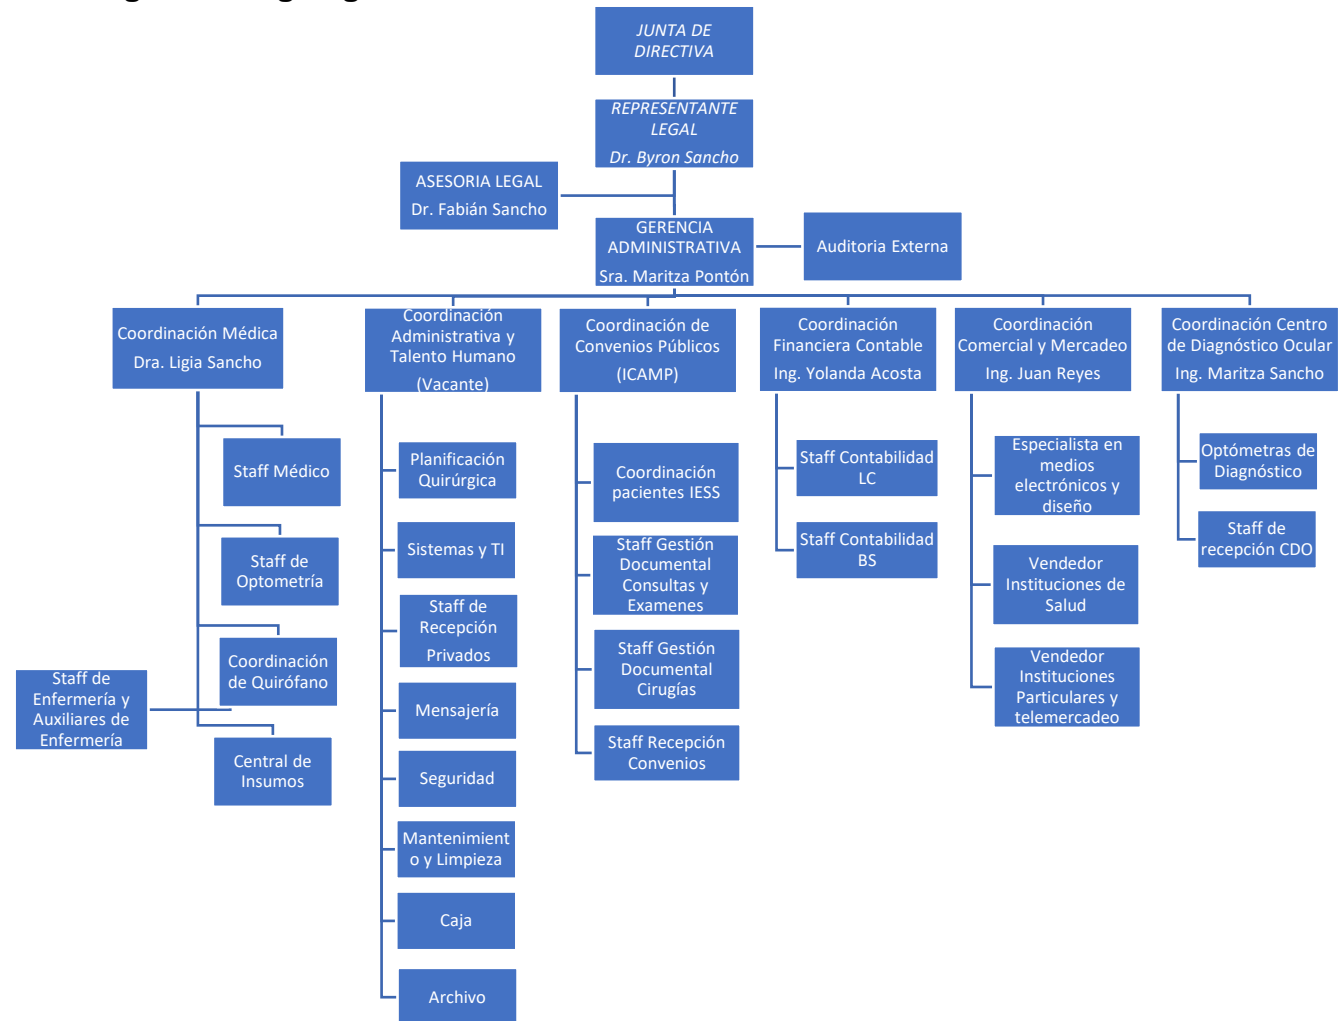 JUNTA DE
DIRECTIVA
REPRESENTANTE
LEGAL
Dr. Byron Sancho
ASESORIA LEGAL
Dr. Fabián Sancho
GERENCIA
ADMINISTRATIVA
Sra. Maritza Pontón
Auditoria Externa
Coordinación Médica
Dra. Ligia Sancho
Staff Médico
Staff de
Optometría
Coordinación
de Quirófano
Staff de
Enfermería y
Auxiliares de
Enfermería
Central de
Insumos
Coordinación
Administrativa y
Talento Humano
(Vacante)
Planificación
Quirúrgica
Sistemas y TI
Staff de
Recepción
Privados
Mensajería
Seguridad
Mantenimient
o y Limpieza
Caja
Archivo
Coordinación de
Convenios Públicos
(ICAMP)
Coordinación
pacientes IESS
Staff Gestión
Documental
Consultas y
Examenes
Staff Gestión
Documental
Cirugías
Staff Recepción
Convenios
Coordinación
Financiera Contable
Ing. Yolanda Acosta
Staff Contabilidad
LC
Staff Contabilidad
BS
Coordinación
Comercial y Mercadeo
Ing. Juan Reyes
Especialista en
medios
electrónicos y
diseño
Vendedor
Instituciones de
Salud
Vendedor
Instituciones
Particulares y
telemercadeo
Coordinación Centro
de Diagnóstico Ocular
Ing. Maritza Sancho
Optómetras de
Diagnóstico
Staff de
recepción CDO